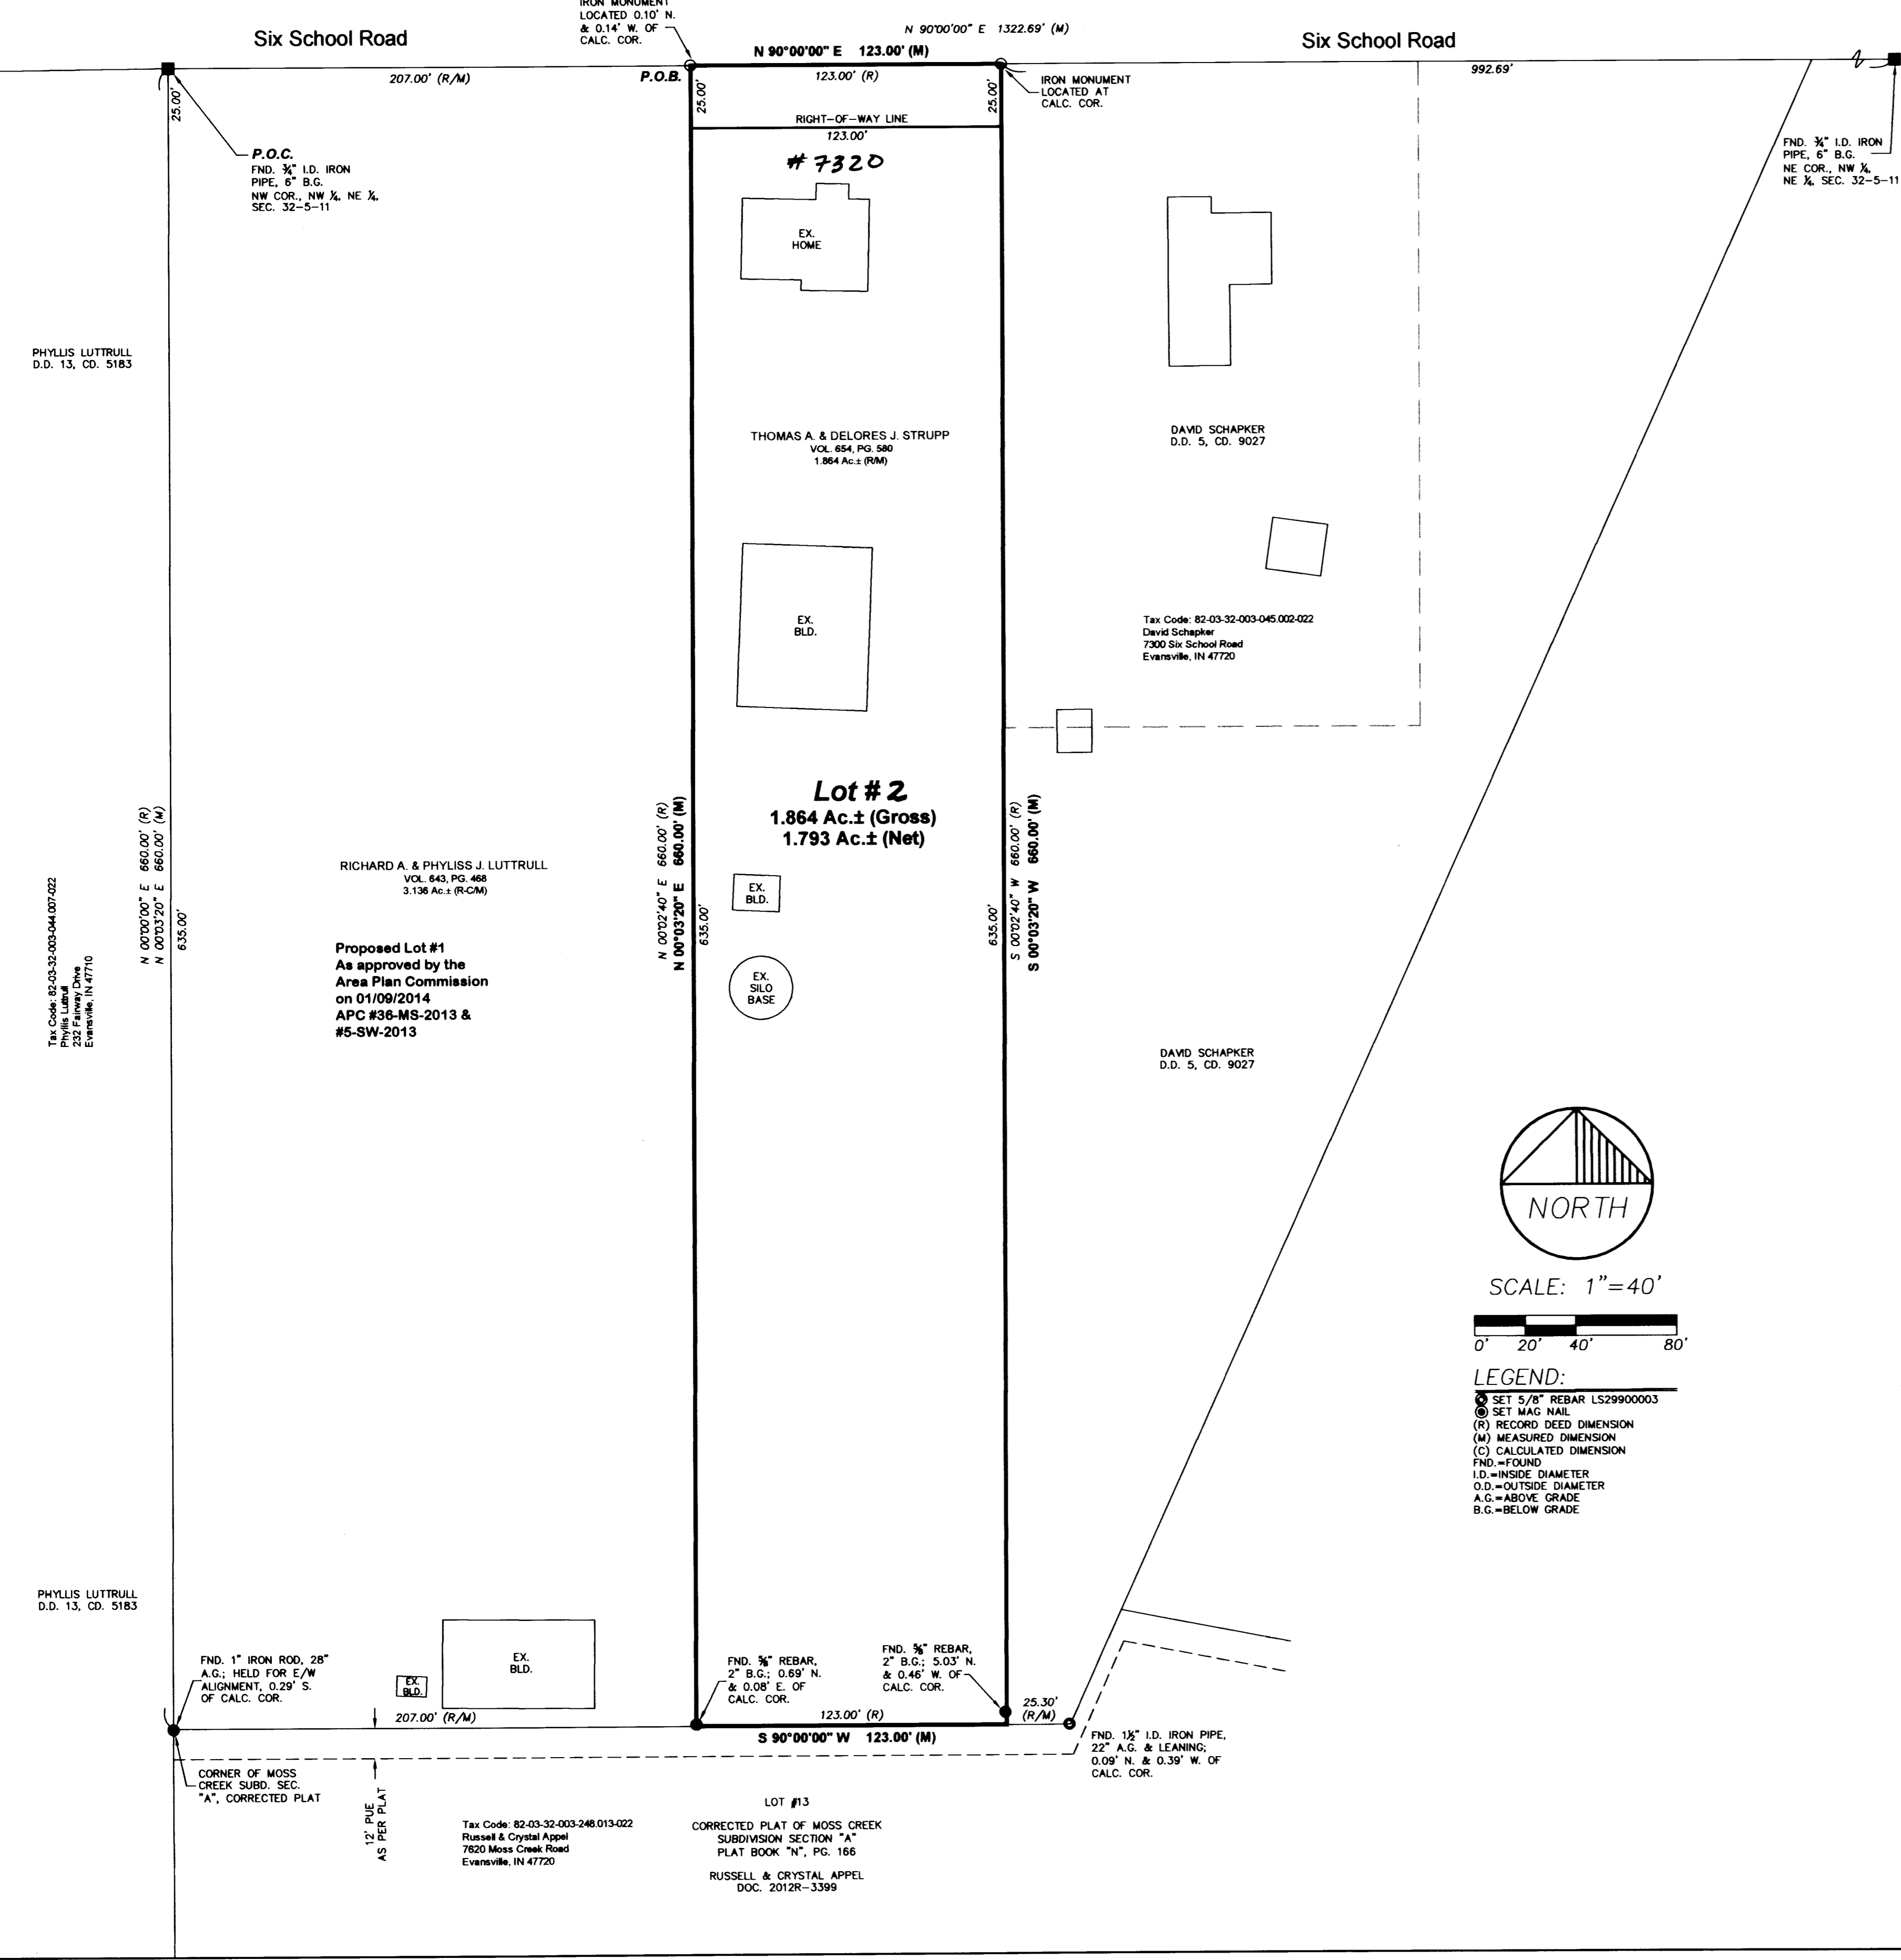 IRON MONUMENT
LOCATED 0.10' N.
& 0.14' W. OF
CALC. COR.
N 90°00'00" E 1322.69' (M)
Six School Road
N 90°00'00" E 123.00' (M)
Six School Road
207.00' (R/M)
P.O.B.
123.00' (R)
992.69'
IRON MONUMENT
LOCATED AT
CALC. COR.
25.00'
25.00'
25.00'
RIGHT-OF-WAY LINE
123.00'
# 7320
P.O.C.
FND. ¾" I.D. IRON
PIPE, 6" B.G.
NW COR., NW ¼, NE ¼,
SEC. 32-5-11
FND. ¾" I.D. IRON
PIPE, 6" B.G.
NE COR., NW ¼,
NE ¼, SEC. 32-5-11
EX.
HOME
PHYLLIS LUTTRULL
D.D. 13, CD. 5183
THOMAS A. & DELORES J. STRUPP
VOL. 654, PG. 580
1.864 Ac.± (R/M)
DAVID SCHAPKER
D.D. 5, CD. 9027
EX.
BLD.
Tax Code: 82-03-32-003-045.002-022
David Schapker
7300 Six School Road
Evansville, IN 47720
Lot # 2
1.864 Ac.± (Gross)
1.793 Ac.± (Net)
N 00°00'00" E 660.00' (R)
N 00°03'20" E 660.00' (M)
635.00'
N 00°02'40" E 660.00' (R)
N 00°03'20" E 660.00' (M)
635.00'
635.00'
S 00°02'40" W 660.00' (R)
S 00°03'20" W 660.00' (M)
RICHARD A. & PHYLISS J. LUTTRULL
VOL. 643, PG. 468
3.136 Ac.± (R-C/M)
EX.
BLD.
Tax Code: 82-03-32-003-044.007-022
Phyllis Luttrull
232 Fairway Drive
Evansville, IN 47710
Proposed Lot #1
As approved by the
Area Plan Commission
on 01/09/2014
APC #36-MS-2013 &
#5-SW-2013
EX.
SILO
BASE
DAVID SCHAPKER
D.D. 5, CD. 9027
NORTH
SCALE: 1"=40'
0' 20' 40' 80'
LEGEND:
SET 5/8" REBAR LS29900003
SET MAG NAIL
(R) RECORD DEED DIMENSION
(M) MEASURED DIMENSION
(C) CALCULATED DIMENSION
FND.=FOUND
I.D.=INSIDE DIAMETER
O.D.=OUTSIDE DIAMETER
A.G.=ABOVE GRADE
B.G.=BELOW GRADE
PHYLLIS LUTTRULL
D.D. 13, CD. 5183
FND. 1" IRON ROD, 28"
A.G.; HELD FOR E/W
ALIGNMENT, 0.29' S.
OF CALC. COR.
EX.
BLD.
EX.
BLD.
FND. ⅝" REBAR,
2" B.G.; 0.69' N.
& 0.08' E. OF
CALC. COR.
FND. ⅝" REBAR,
2" B.G.; 5.03' N.
& 0.46' W. OF
CALC. COR.
25.30'
(R/M)
207.00' (R/M)
123.00' (R)
S 90°00'00" W 123.00' (M)
FND. 1½" I.D. IRON PIPE,
22" A.G. & LEANING;
0.09' N. & 0.39' W. OF
CALC. COR.
CORNER OF MOSS
CREEK SUBD. SEC.
"A", CORRECTED PLAT
12' PUE
AS PER PLAT
Tax Code: 82-03-32-003-248.013-022
Russell & Crystal Appel
7620 Moss Creek Road
Evansville, IN 47720
LOT #13
CORRECTED PLAT OF MOSS CREEK
SUBDIVISION SECTION "A"
PLAT BOOK "N", PG. 166
RUSSELL & CRYSTAL APPEL
DOC. 2012R-3399